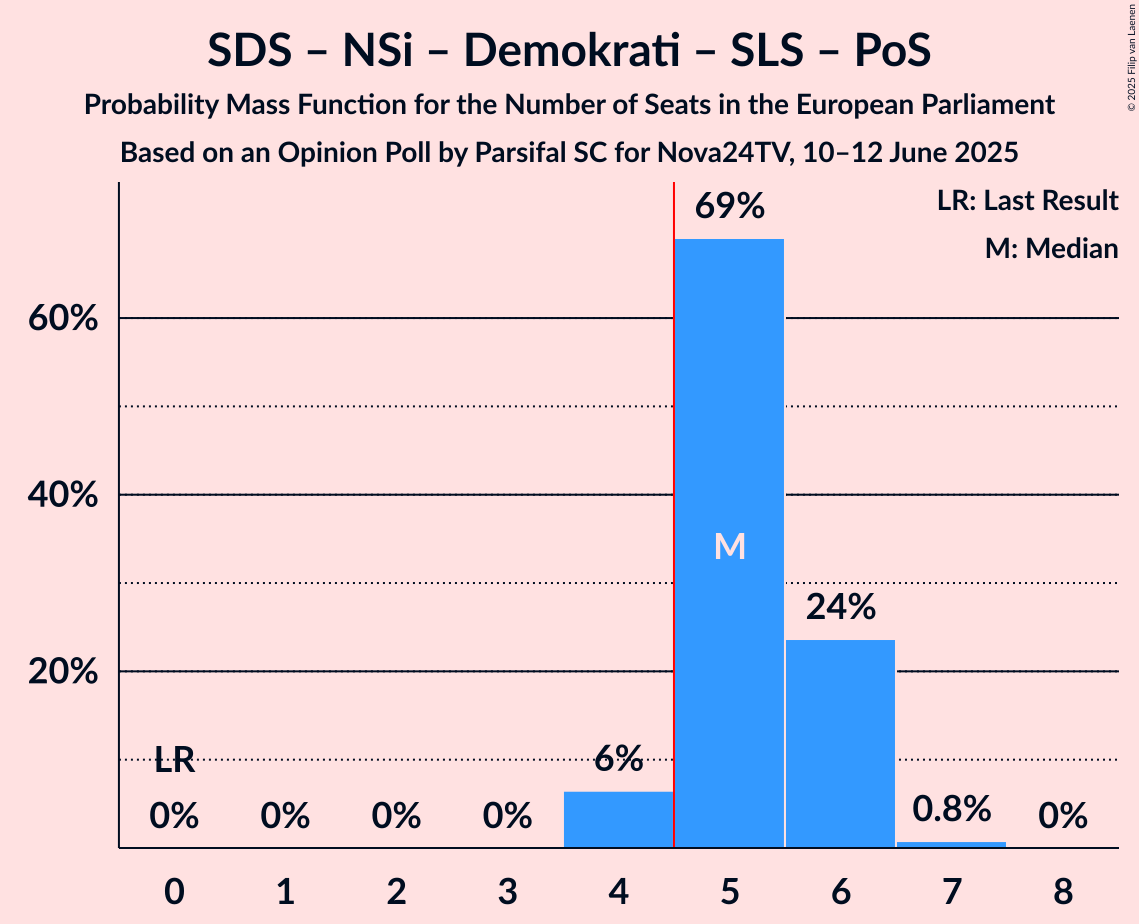 SDS – NSi – Demokrati – SLS – PoS
Probability Mass Function for the Number of Seats in the European Parliament
Based on an Opinion Poll by Parsifal SC for Nova24TV, 10–12 June 2025
© 2025 Filip van Laenen
LR: Last Result
M: Median
69%
60%
40%
M
24%
20%
LR
6%
0% 0% 0% 0% 0.8% 0%
0 1 2 3 4 5 6 7 8